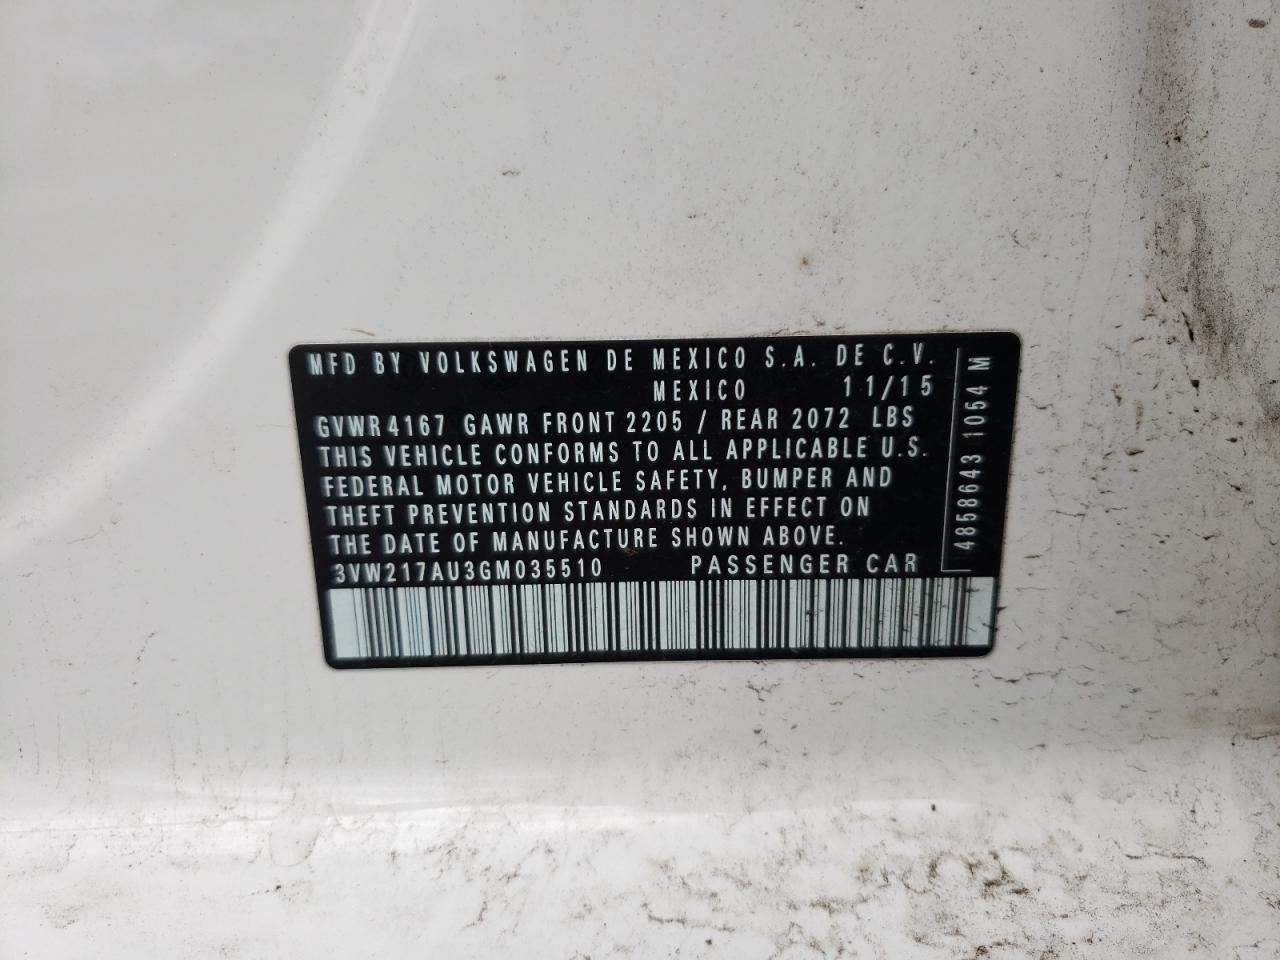 MFD BY VOLKSWAGEN DE MEXICO S.A. DE C.V.
MEXICO 11/15
GVWR 4167 GAWR FRONT 2205 / REAR 2072 LBS
THIS VEHICLE CONFORMS TO ALL APPLICABLE U.S.
FEDERAL MOTOR VEHICLE SAFETY, BUMPER AND
THEFT PREVENTION STANDARDS IN EFFECT ON
THE DATE OF MANUFACTURE SHOWN ABOVE.
3VW217AU3GM035510 PASSENGER CAR
4858643 1054 M